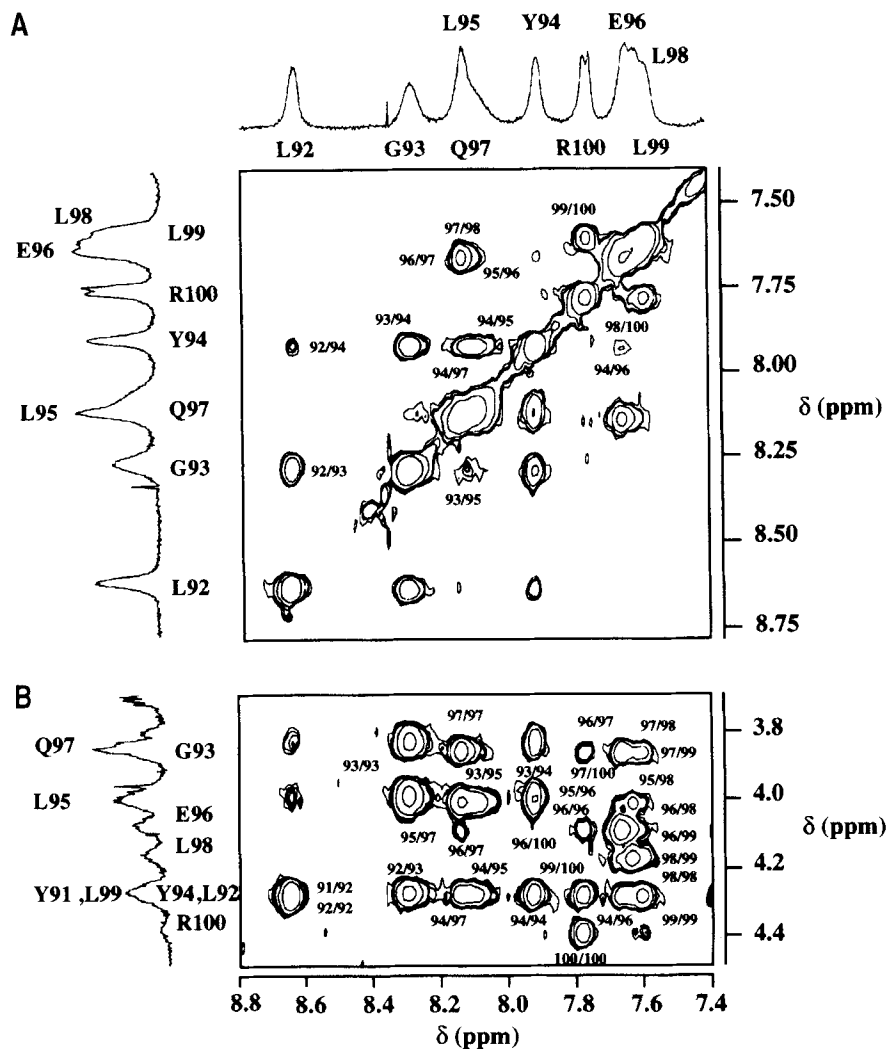 A
L95 Y94 E96
L98
L92 G93 Q97 R100 L99
L98
L99
E96
R100
Y94
L95
Q97
G93
L92
97/98
99/100
96/97
95/96
93/94
94/95
98/100
92/94
94/97
94/96
92/93
93/95
7.50
7.75
8.00
δ (ppm)
8.25
8.50
8.75
B
Q97
G93
L95
E96
L98
Y91 ,L99
Y94,L92
R100
97/97
96/97
97/98
93/93
93/95
93/94
97/100
97/99
95/96
95/98
96/96
96/98
95/97
96/97
96/100
96/99
98/99
92/93
94/95
99/100
98/98
91/92
92/92
94/97
94/94
94/96
99/99
100/100
3.8
4.0
δ (ppm)
4.2
4.4
8.8 8.6 8.4 8.2 8.0 7.8 7.6
δ (ppm)